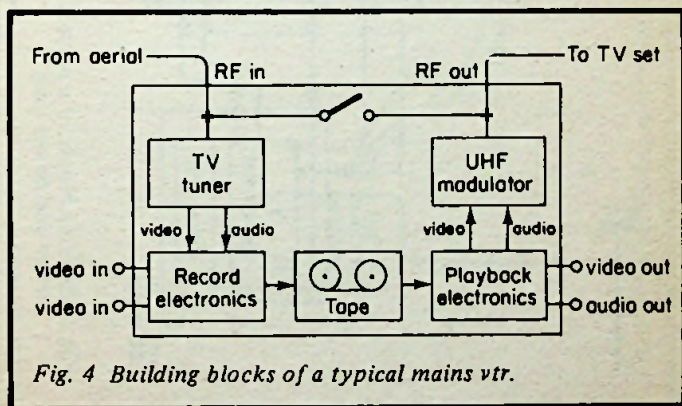 From aerial
RF in
RF out
To TV set
TV
tuner
UHF
modulator
video
audio
video
audio
video in
video in
Record
electronics
Tape
Playback
electronics
video out
audio out
Fig. 4 Building blocks of a typical mains vtr.